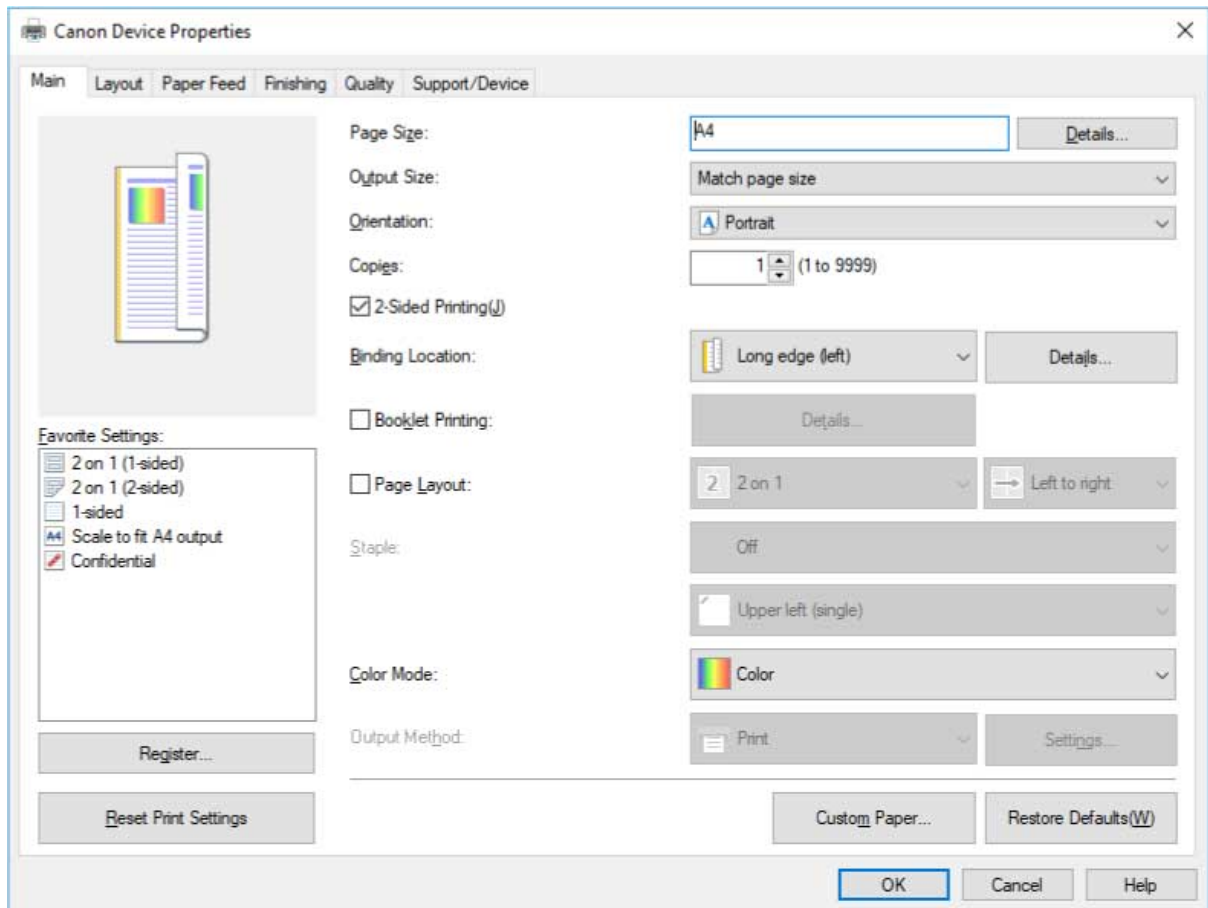 Canon Device Properties
Main Layout Paper Feed Finishing Quality Support/Device
Page Size: A4 Details...
Output Size: Match page size
Orientation: A Portrait
Copies: 1 (1 to 9999)
2-Sided Printing(J)
Binding Location: Long edge (left) Details...
Booklet Printing: Details...
Page Layout: 2 2 on 1 Left to right
Staple: Off
Upper left (single)
Color Mode: Color
Output Method: Print Settings...
Favorite Settings:
2 on 1 (1-sided)
2 on 1 (2-sided)
1-sided
A4 Scale to fit A4 output
Confidential
Register...
Reset Print Settings
Custom Paper... Restore Defaults(W)
OK Cancel Help